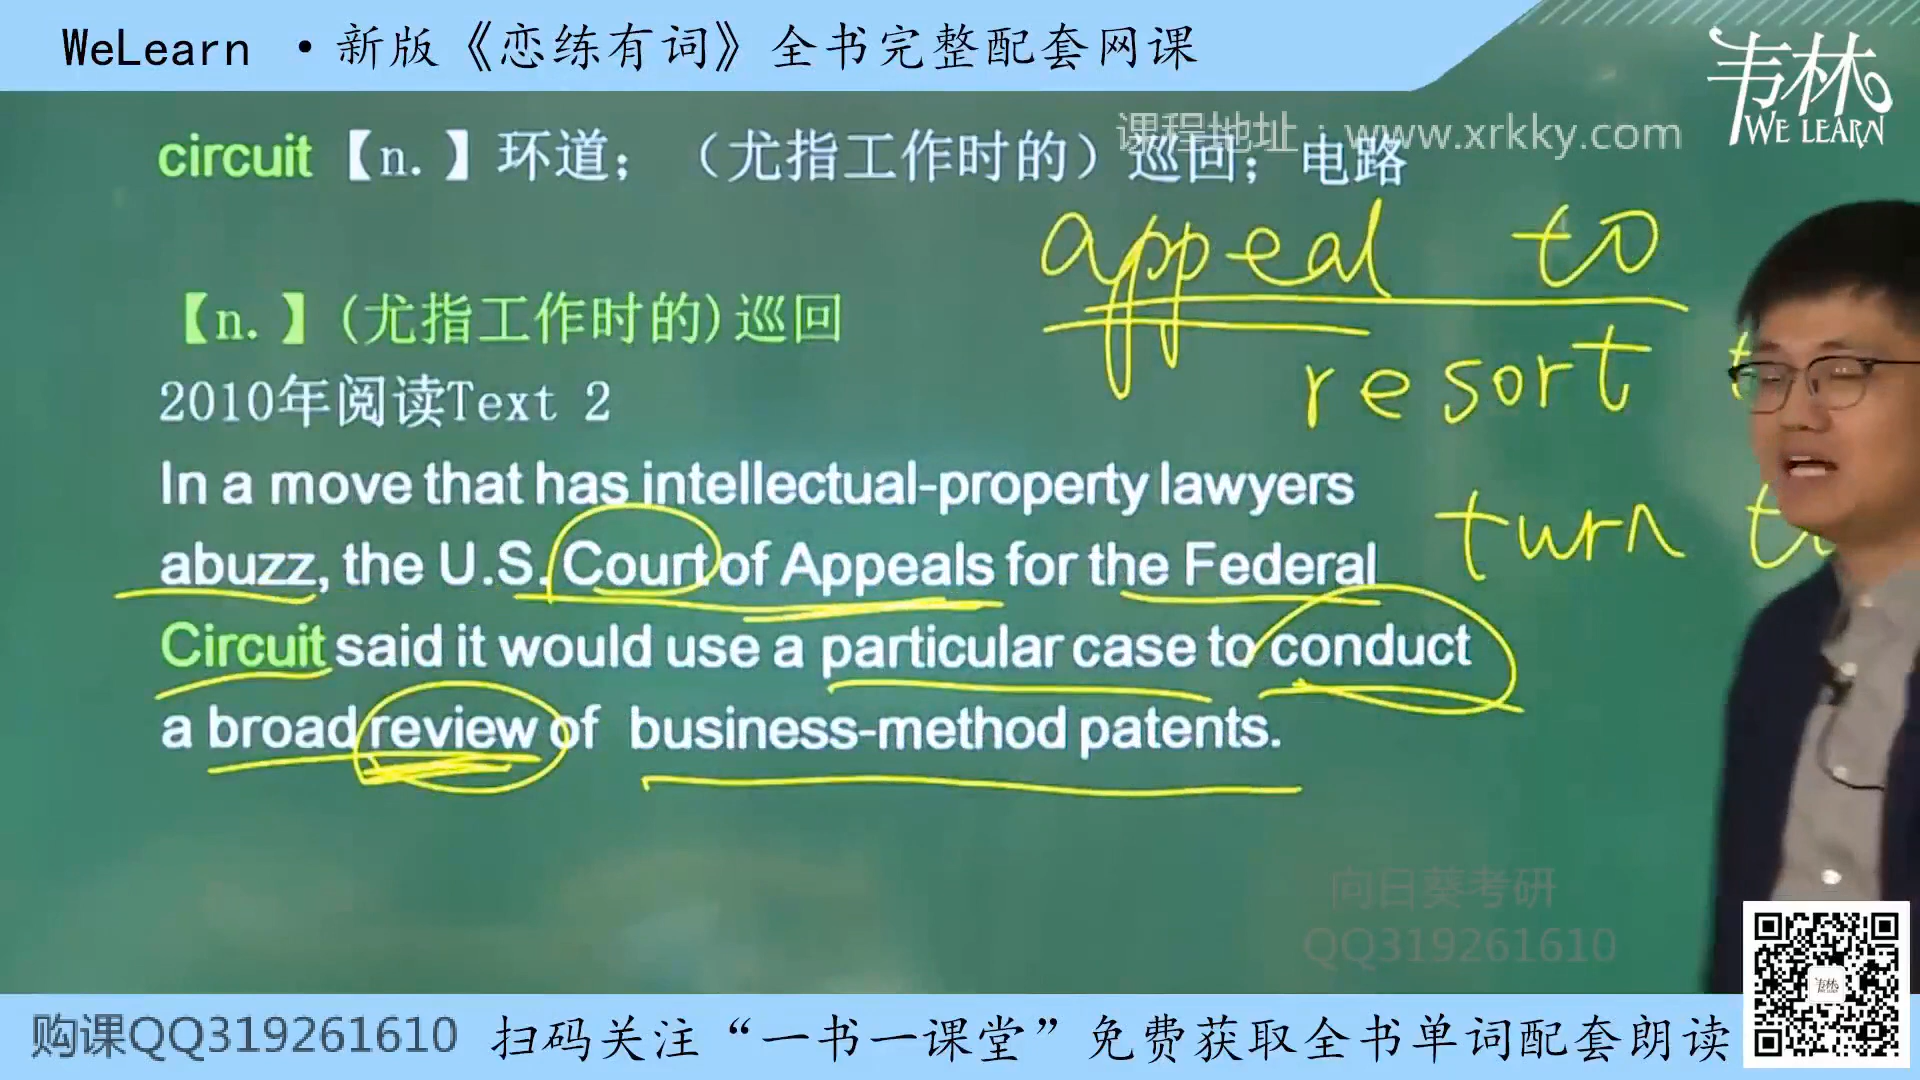 WeLearn ·新版《恋练有词》全书完整配套网课
韦林
WE LEARN
课程地址：www.xrkky.com
circuit【n.】环道；（尤指工作时的）巡回；电路
appeal to
【n.】(尤指工作时的)巡回
resort t
2010年阅读Text 2
In a move that has intellectual-property lawyers
turn t
abuzz, the U.S. Court of Appeals for the Federal
Circuit said it would use a particular case to conduct
a broad review of business-method patents.
向日葵考研
QQ319261610
购课QQ319261610
扫码关注“一书一课堂”免费获取全书单词配套朗读
韦林